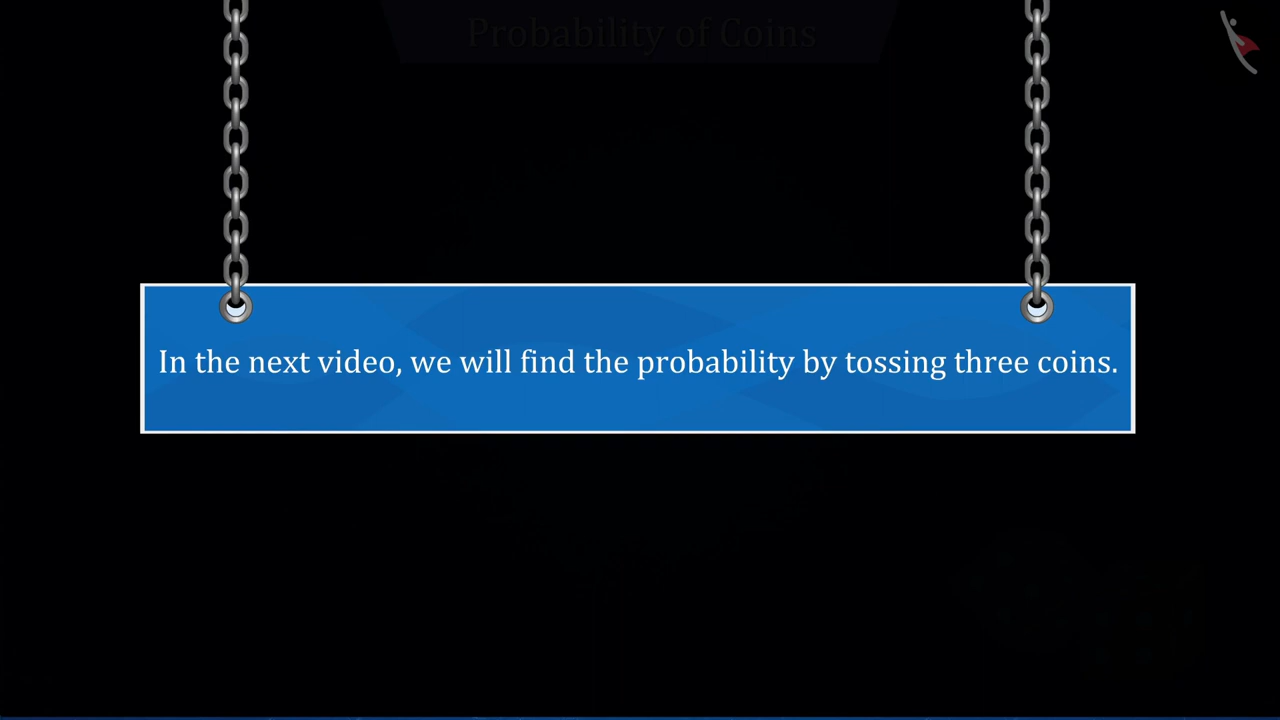 Probability of Coins
In the next video, we will find the probability by tossing three coins.